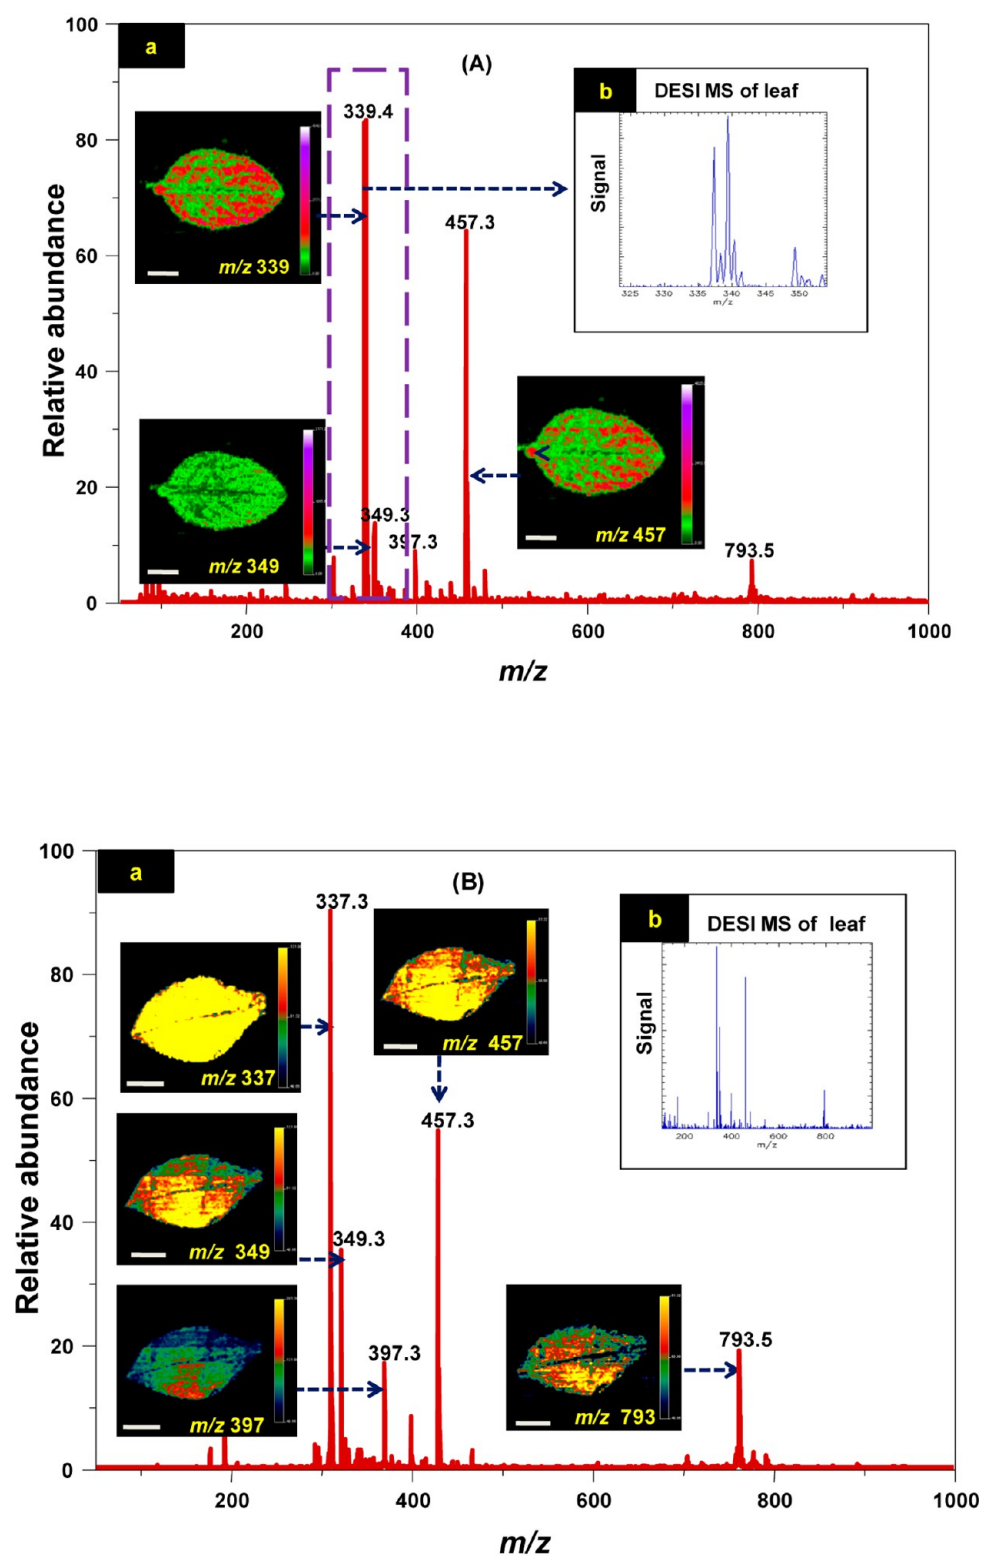 100
a
(A)
b
DESI MS of leaf
339.4
80
Signal
457.3
m/z 339
325 330 335 340 345 350
m/z
60
Relative abundance
40
20
349.3
397.3
m/z 457
m/z 349
793.5
0
200 400 600 800 1000
m/z
100
a
(B)
337.3
b
DESI MS of leaf
80
Signal
m/z 457
m/z 337
200 400 600 800
m/z
60
457.3
Relative abundance
40
349.3
m/z 349
20
397.3
793.5
m/z 397
m/z 793
0
200 400 600 800 1000
m/z